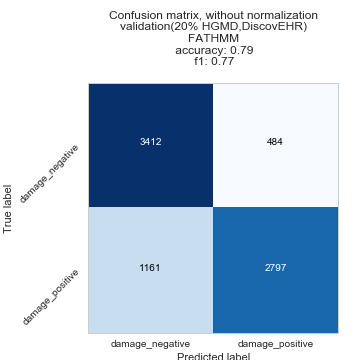 Confusion matrix, without normalization
validation(20% HGMD,DiscovEHR)
FATHMM
accuracy: 0.79
f1: 0.77
True label
damage_negative
3412
484
damage_positive
1161
2797
damage_negative
damage_positive
Predicted label